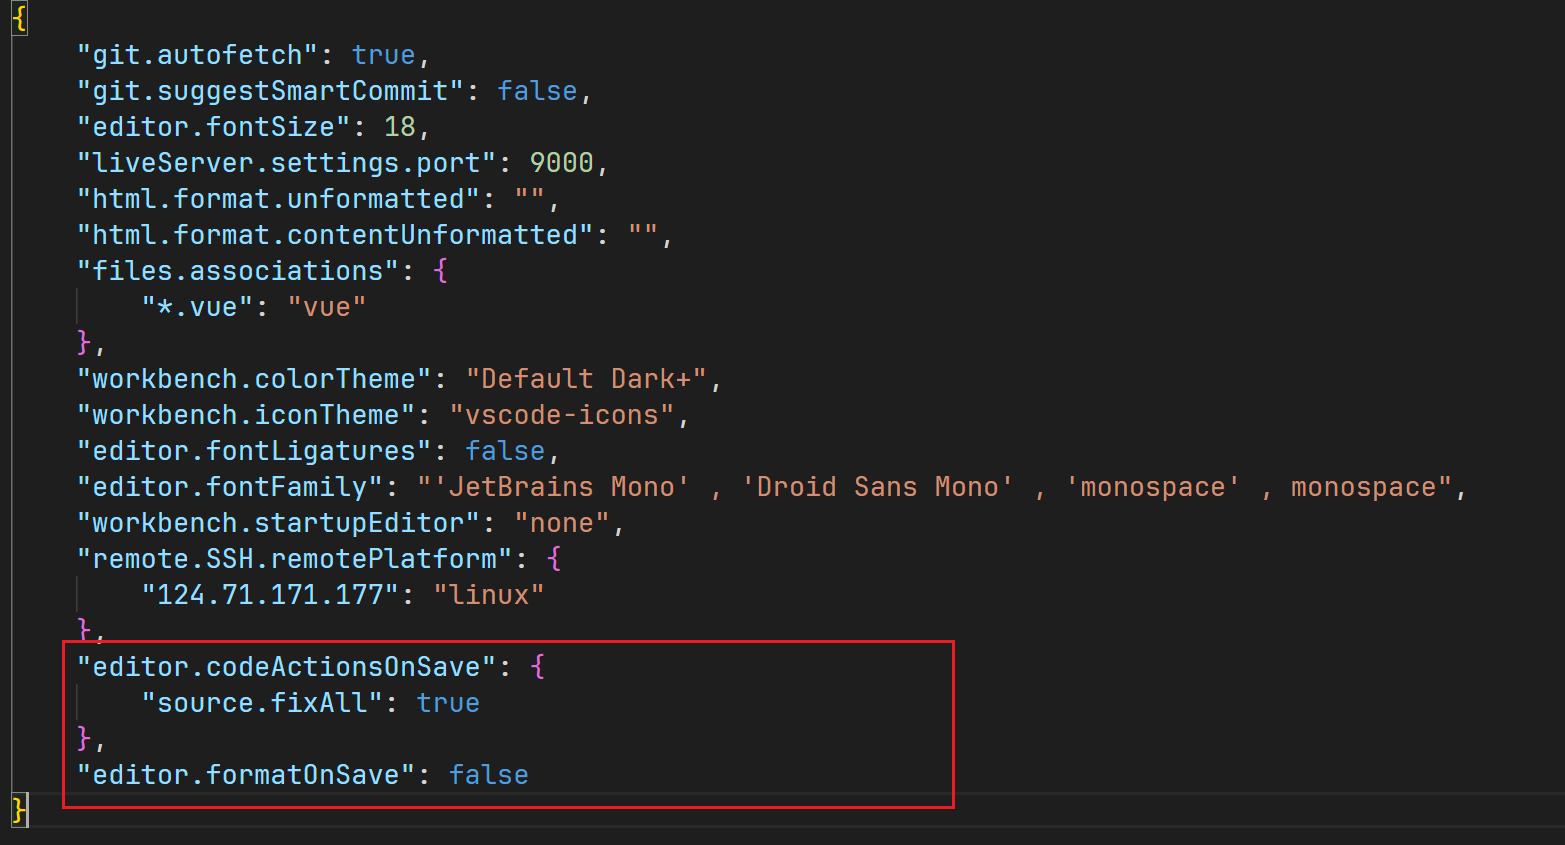 {
    "git.autofetch": true,
    "git.suggestSmartCommit": false,
    "editor.fontSize": 18,
    "liveServer.settings.port": 9000,
    "html.format.unformatted": "",
    "html.format.contentUnformatted": "",
    "files.associations": {
        "*.vue": "vue"
    },
    "workbench.colorTheme": "Default Dark+",
    "workbench.iconTheme": "vscode-icons",
    "editor.fontLigatures": false,
    "editor.fontFamily": "'JetBrains Mono' , 'Droid Sans Mono' , 'monospace' , monospace",
    "workbench.startupEditor": "none",
    "remote.SSH.remotePlatform": {
        "124.71.171.177": "linux"
    },
    "editor.codeActionsOnSave": {
        "source.fixAll": true
    },
    "editor.formatOnSave": false
}